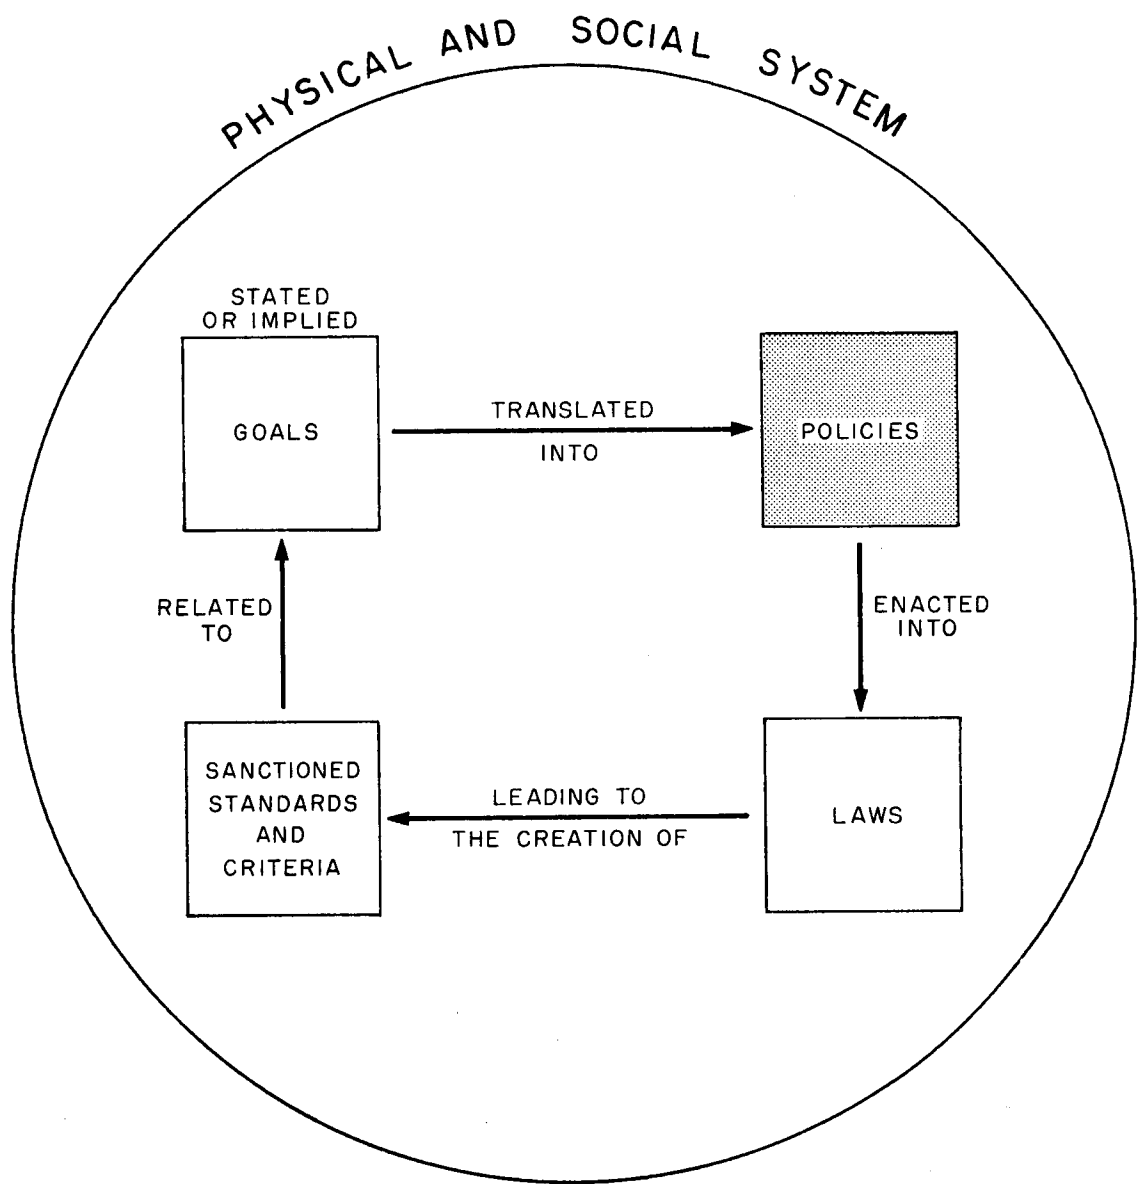 PHYSICAL AND SOCIAL SYSTEM
STATED
OR IMPLIED
GOALS
TRANSLATED
INTO
POLICIES
RELATED
TO
ENACTED
INTO
SANCTIONED
STANDARDS
AND
CRITERIA
LEADING TO
THE CREATION OF
LAWS